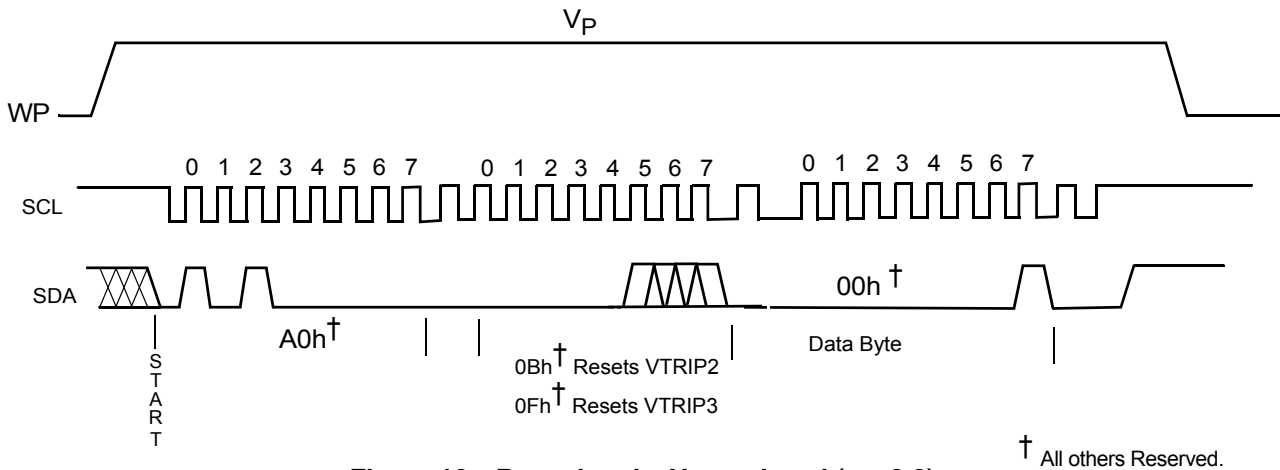 VP
WP
0 1 2 3 4 5 6 7 0 1 2 3 4 5 6 7 0 1 2 3 4 5 6 7
SCL
SDA
00h †
A0h†
START
Data Byte
0Bh† Resets VTRIP2
0Fh† Resets VTRIP3
† All others Reserved.